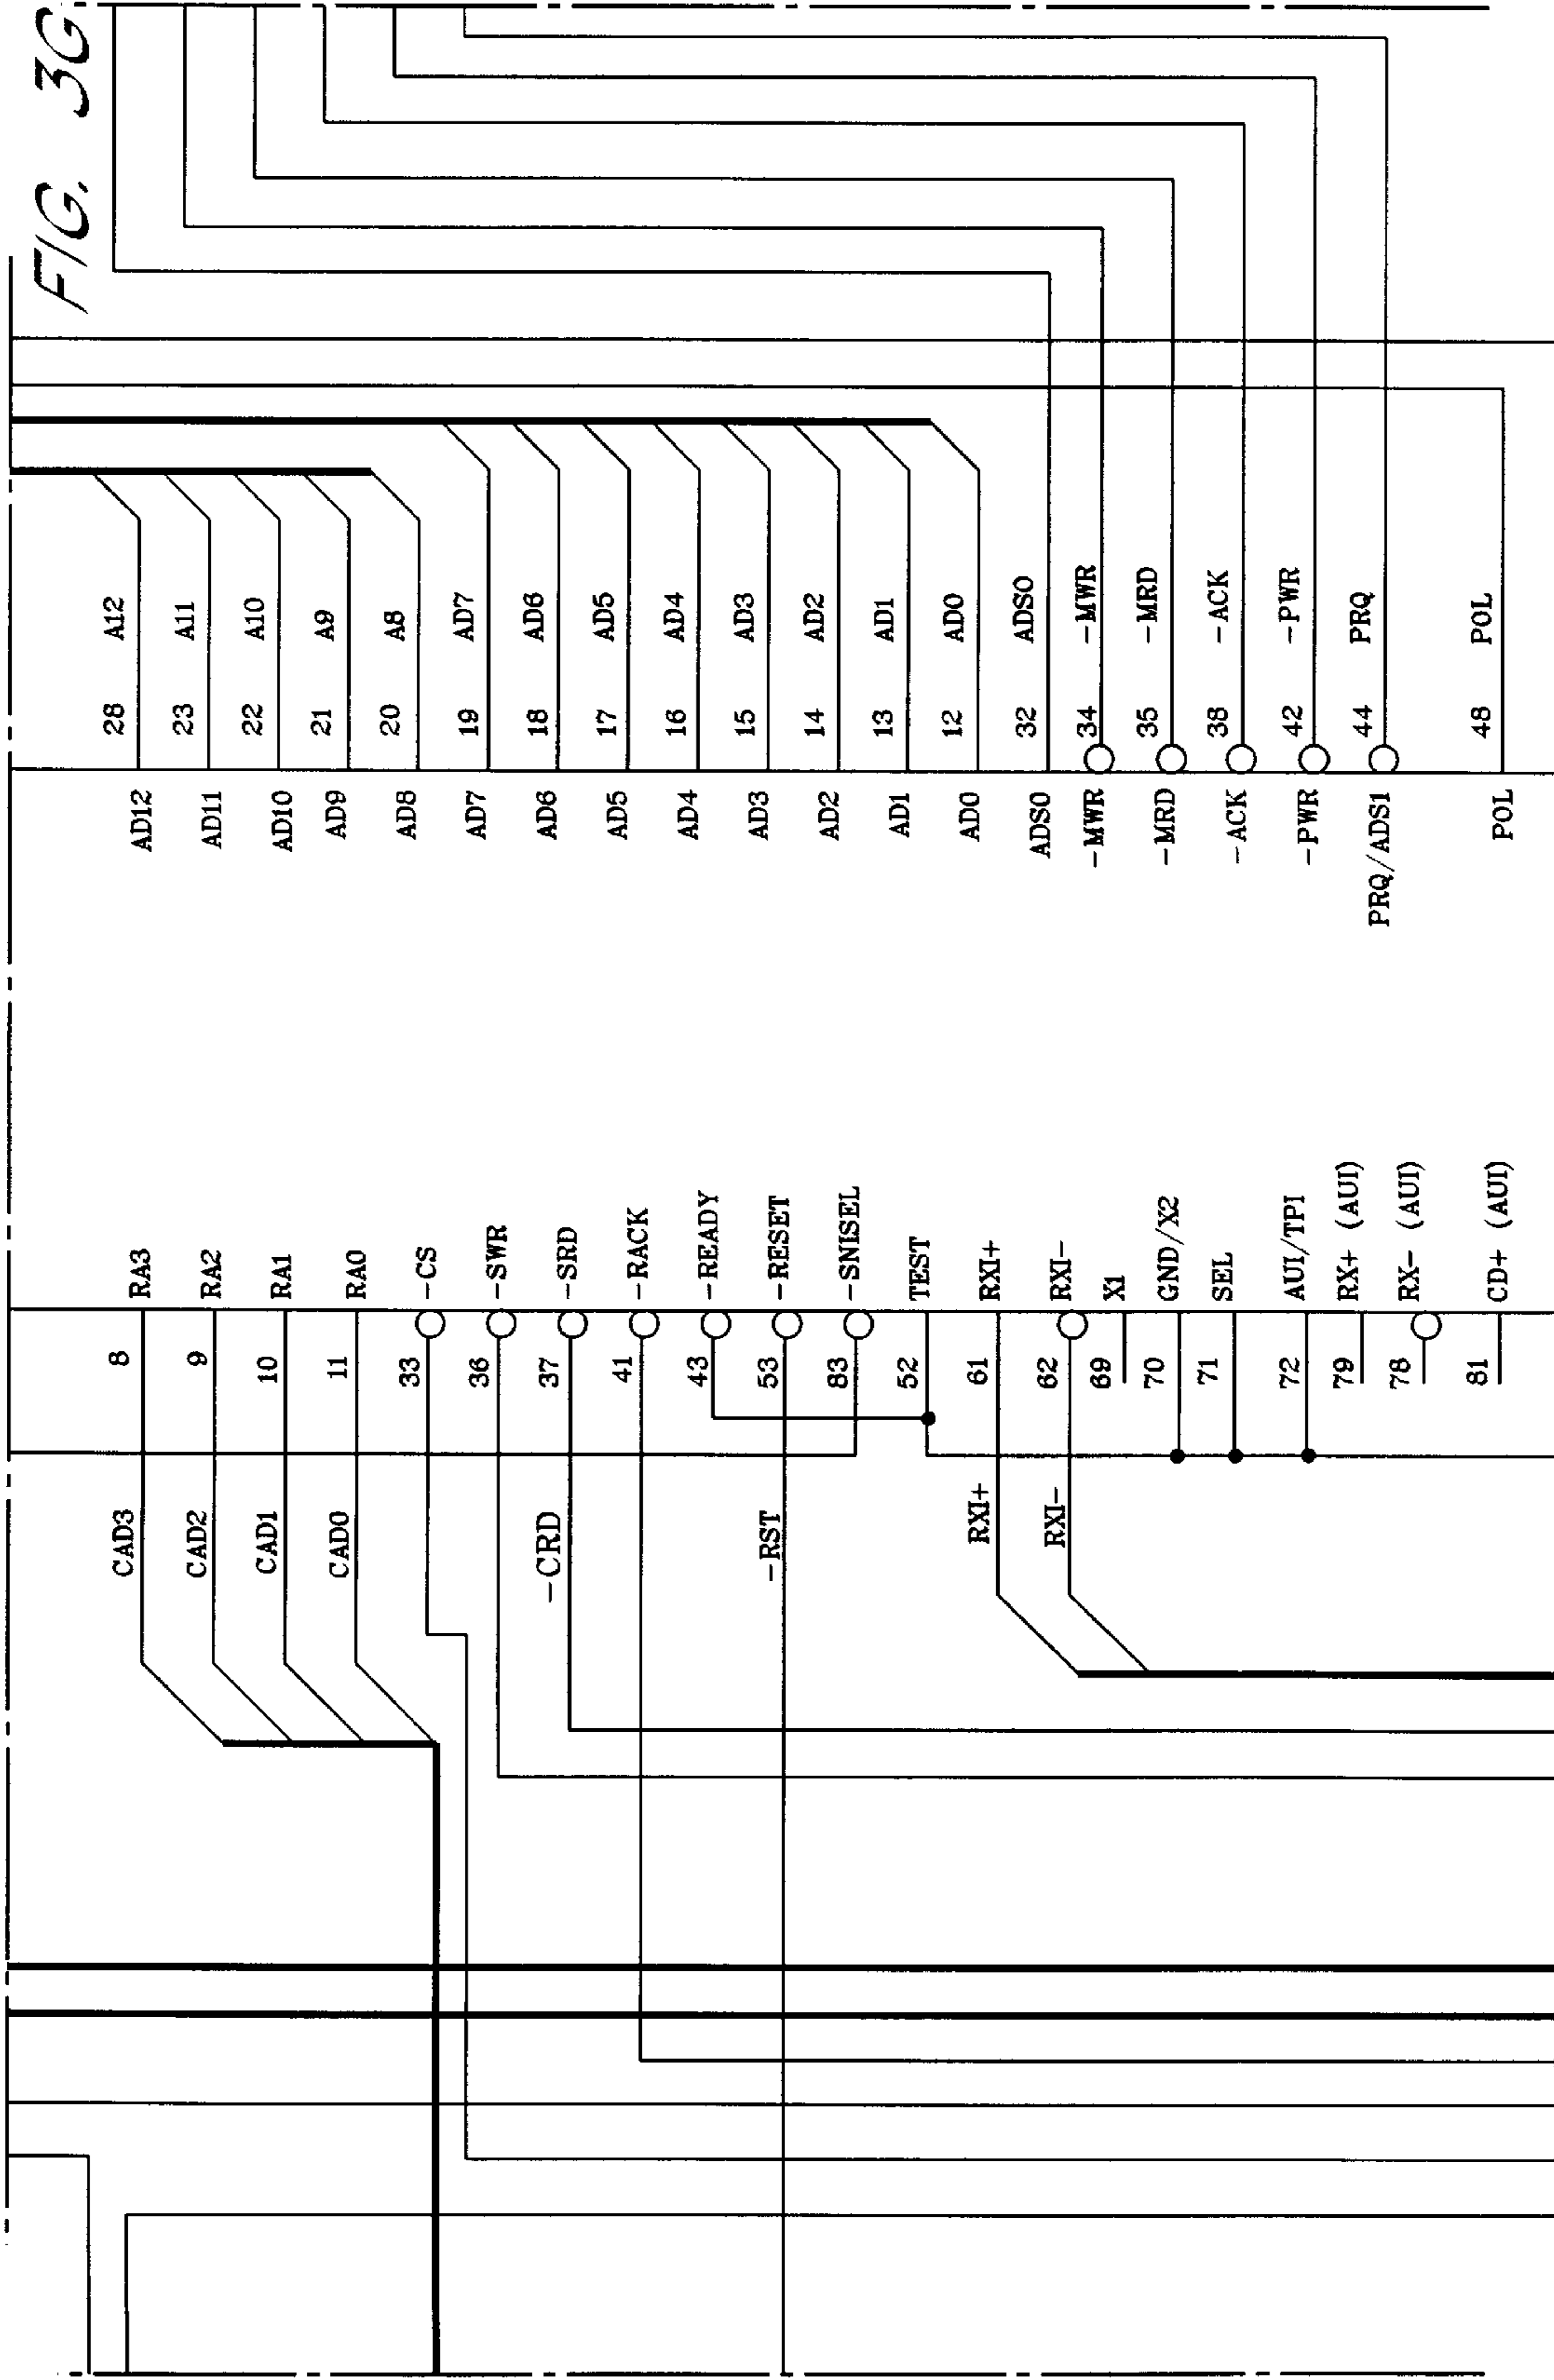 FIG. 3G
CAD3 8 RA3
CAD2 9 RA2
CAD1 10 RA1
CAD0 11 RA0
33 -CS
36 -SWR
-CRD 37 -SRD
41 -RACK
43 -READY
-RST 53 -RESET
83 -SNISEL
52 TEST
RXI+ 61 RXI+
RXI- 62 RXI-
69 X1
70 GND/X2
71 SEL
72 AUI/TPI
79 RX+ (AUI)
78 RX- (AUI)
81 CD+ (AUI)
AD12 28 A12
AD11 23 A11
AD10 22 A10
AD9 21 A9
AD8 20 A8
AD7 19 AD7
AD6 18 AD6
AD5 17 AD5
AD4 16 AD4
AD3 15 AD3
AD2 14 AD2
AD1 13 AD1
AD0 12 AD0
ADS0 32 ADS0
-MWR 34 -MWR
-MRD 35 -MRD
-ACK 38 -ACK
-PWR 42 -PWR
PRQ/ADS1 44 PRQ
POL 48 POL